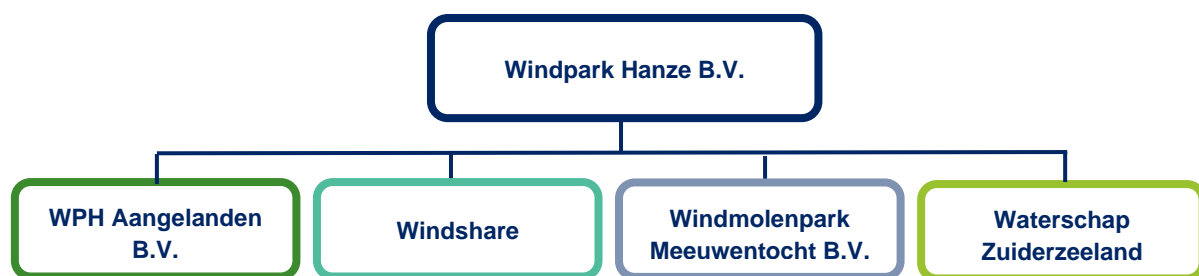 Windpark Hanze B.V.
WPH Aangelanden
B.V.
Windshare
Windmolenpark
Meeuwentocht B.V.
Waterschap
Zuiderzeeland